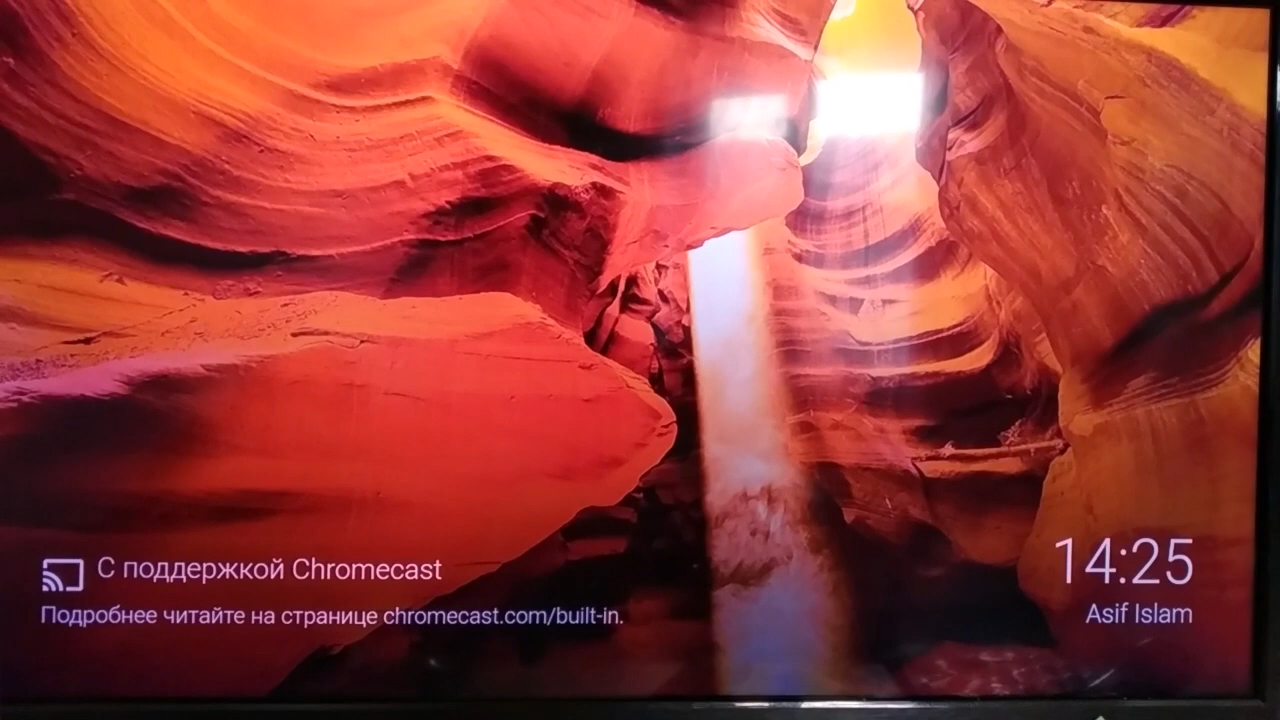 С поддержкой Chromecast
Подробнее читайте на странице chromecast.com/built-in.
14:25
Asif Islam